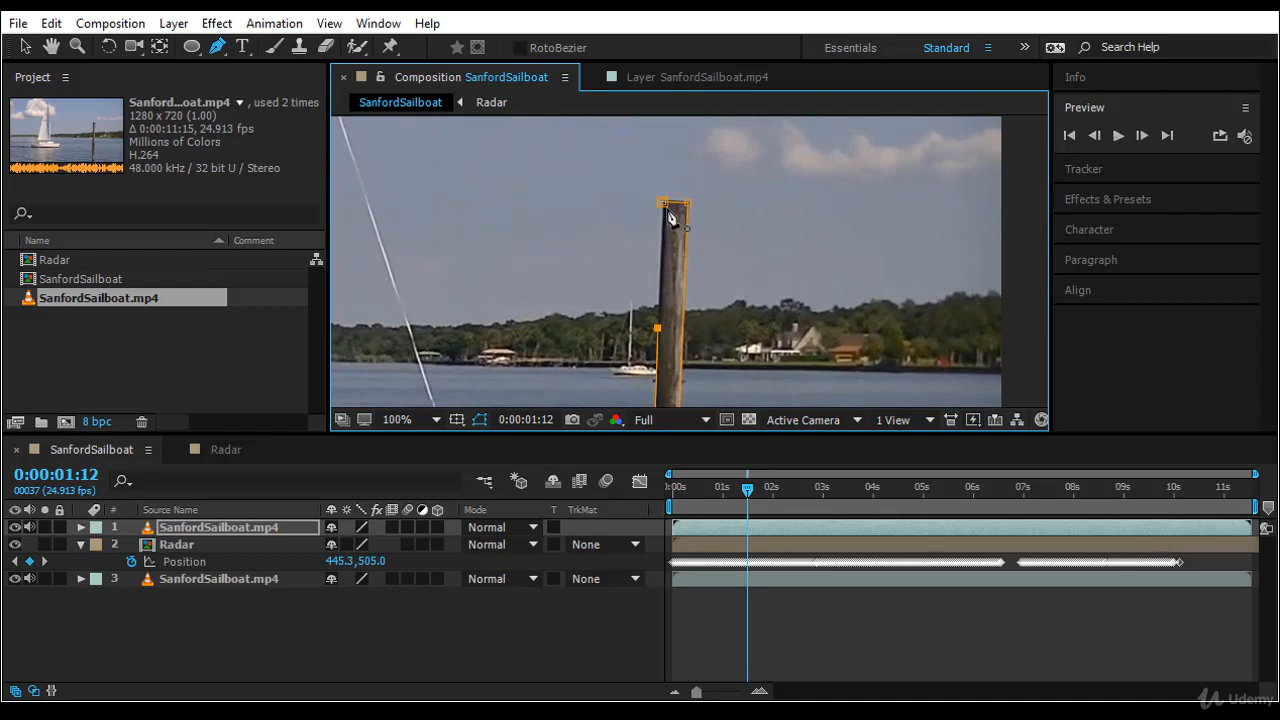 File Edit Composition Layer Effect Animation View Window Help
RotoBezier Essentials Standard Search Help
Project
Composition SanfordSailboat
Layer SanfordSailboat.mp4
Info
SanfordSailboat Radar
Preview
Sanford...oat.mp4 , used 2 times
1280 x 720 (1.00)
Δ 0:00:11:15, 24.913 fps
Millions of Colors
H.264
48.000 kHz / 32 bit U / Stereo
Tracker
Effects & Presets
Character
Paragraph
Align
Name Comment
Radar
SanfordSailboat
SanfordSailboat.mp4
8 bpc
100% 0:00:01:12 Full Active Camera 1 View
SanfordSailboat Radar
0:00:01:12
00037 (24.913 fps)
:00s 01s 02s 03s 04s 05s 06s 07s 08s 09s 10s 11s
# Source Name Mode T TrkMat
1 SanfordSailboat.mp4 Normal
2 Radar Normal None
Position 445.3,505.0
3 SanfordSailboat.mp4 Normal None
Udemy